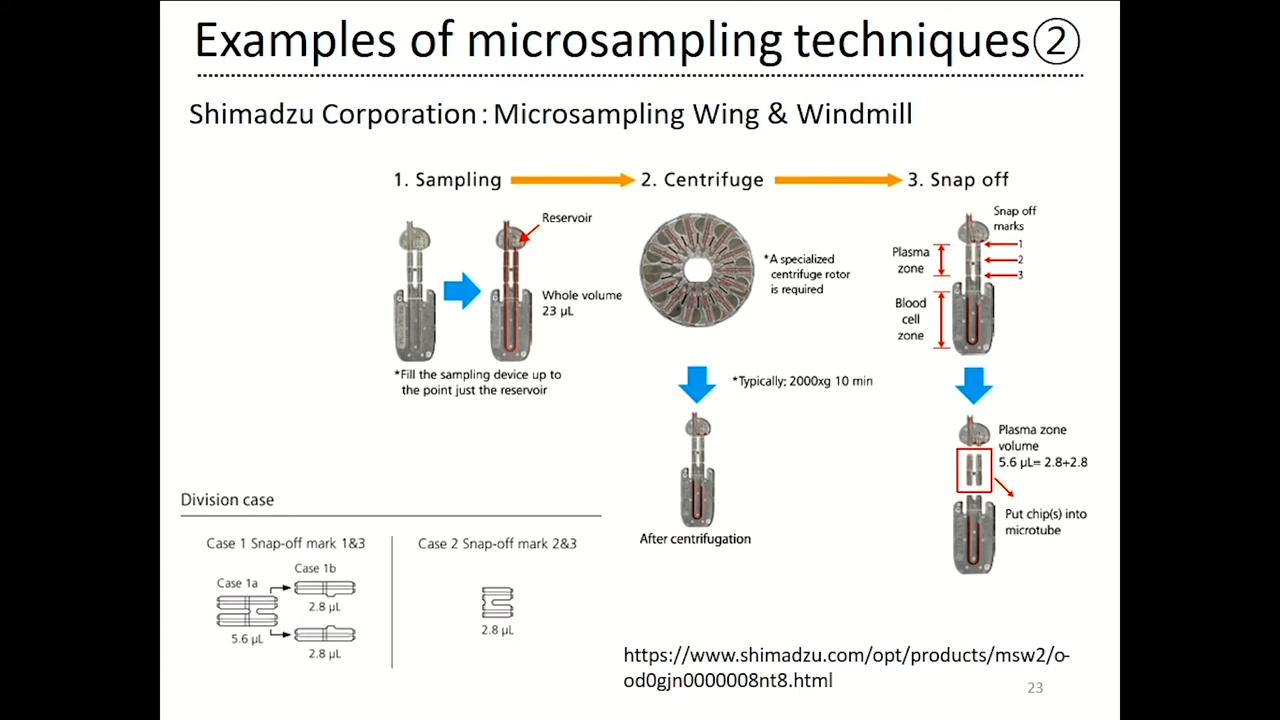 Examples of microsampling techniques②
Shimadzu Corporation : Microsampling Wing & Windmill
1. Sampling
2. Centrifuge
3. Snap off
Reservoir
Whole volume
23 µL
*Fill the sampling device up to
the point just the reservoir
*A specialized
centrifuge rotor
is required
*Typically; 2000xg 10 min
After centrifugation
Snap off
marks
1
2
3
Plasma
zone
Blood
cell
zone
Plasma zone
volume
5.6 µL= 2.8+2.8
Put chip(s) into
microtube
Division case
Case 1 Snap-off mark 1&3
Case 1a
5.6 µL
Case 1b
2.8 µL
2.8 µL
Case 2 Snap-off mark 2&3
2.8 µL
https://www.shimadzu.com/opt/products/msw2/o-
od0gjn0000008nt8.html
23